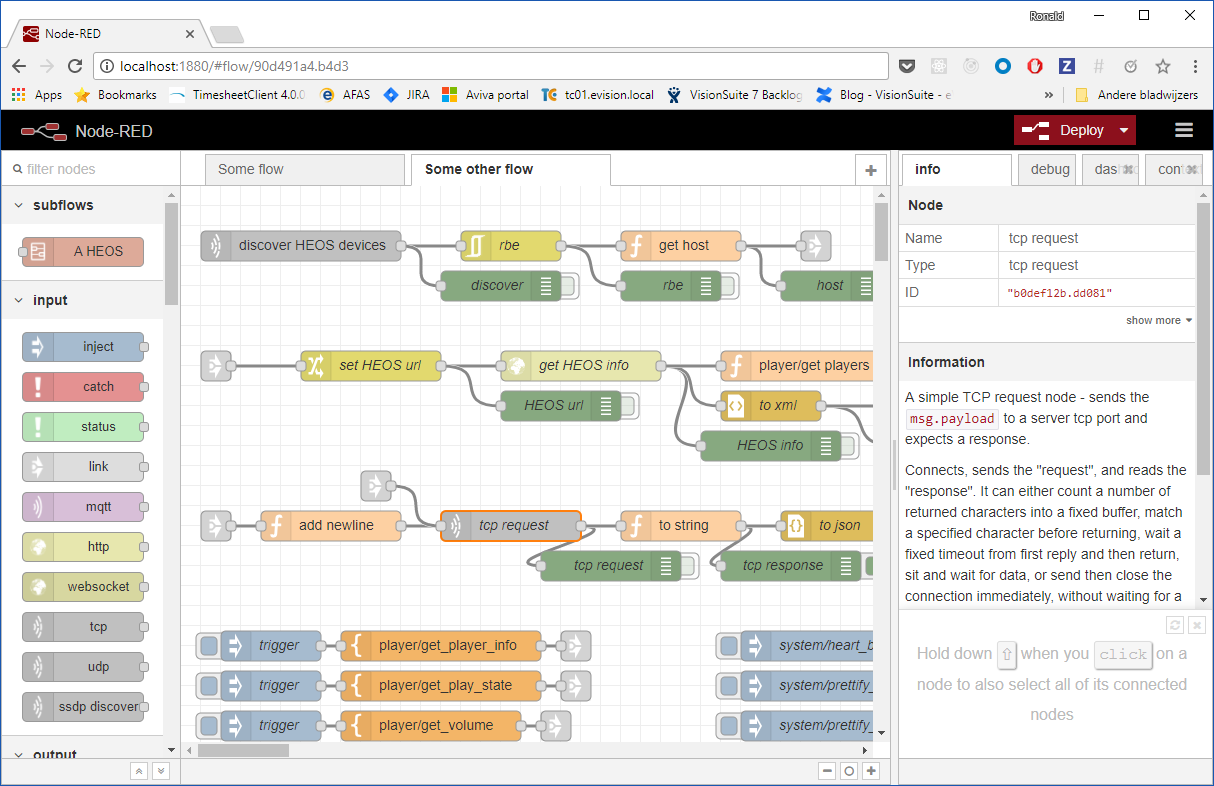 Ronald
Node-RED
localhost:1880/#flow/90d491a4.b4d3
Apps Bookmarks TimesheetClient 4.0.0 AFAS JIRA Aviva portal tc01.evision.local VisionSuite 7 Backlog Blog - VisionSuite - e » Andere bladwijzers
Node-RED Deploy
filter nodes Some flow Some other flow info debug das con
subflows
A HEOS
input
inject
catch
status
link
mqtt
http
websocket
tcp
udp
ssdp discover
output
discover HEOS devices rbe get host
discover rbe host
set HEOS url get HEOS info player/get players
HEOS url to xml
HEOS info
add newline tcp request to string to json
tcp request tcp response
trigger player/get_player_info system/heart_b
trigger player/get_play_state system/prettify_
trigger player/get_volume system/prettify_
Node
Name tcp request
Type tcp request
ID "b0def12b.dd081"
show more
Information
A simple TCP request node - sends the
msg.payload to a server tcp port and
expects a response.
Connects, sends the "request", and reads the
"response". It can either count a number of
returned characters into a fixed buffer, match
a specified character before returning, wait a
fixed timeout from first reply and then return,
sit and wait for data, or send then close the
connection immediately, without waiting for a
Hold down ⇧ when you click on a
node to also select all of its connected
nodes